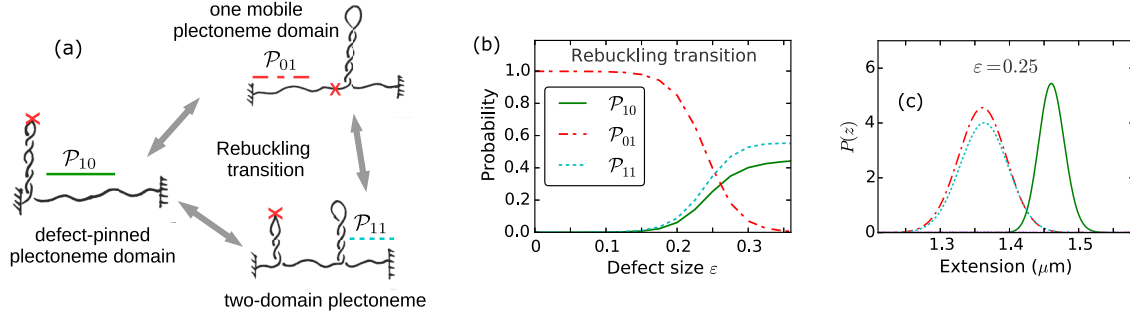 (a)
one mobile
plectoneme domain
𝒫₀₁
𝒫₁₀
Rebuckling
transition
defect-pinned
plectoneme domain
𝒫₁₁
two-domain plectoneme
(b)
Rebuckling transition
Probability
1.0
0.8
0.6
0.4
0.2
0.0
𝒫₁₀
𝒫₀₁
𝒫₁₁
0 0.1 0.2 0.3
Defect size ε
(c)
ε=0.25
P(z)
6
4
2
0
1.3 1.4 1.5
Extension (μm)